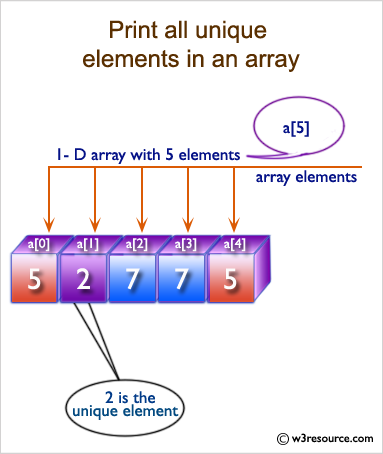 Print all unique
elements in an array
a[5]
1- D array with 5 elements
array elements
a[0] a[1] a[2] a[3] a[4]
5 2 7 7 5
2 is the
unique element
© w3resource.com